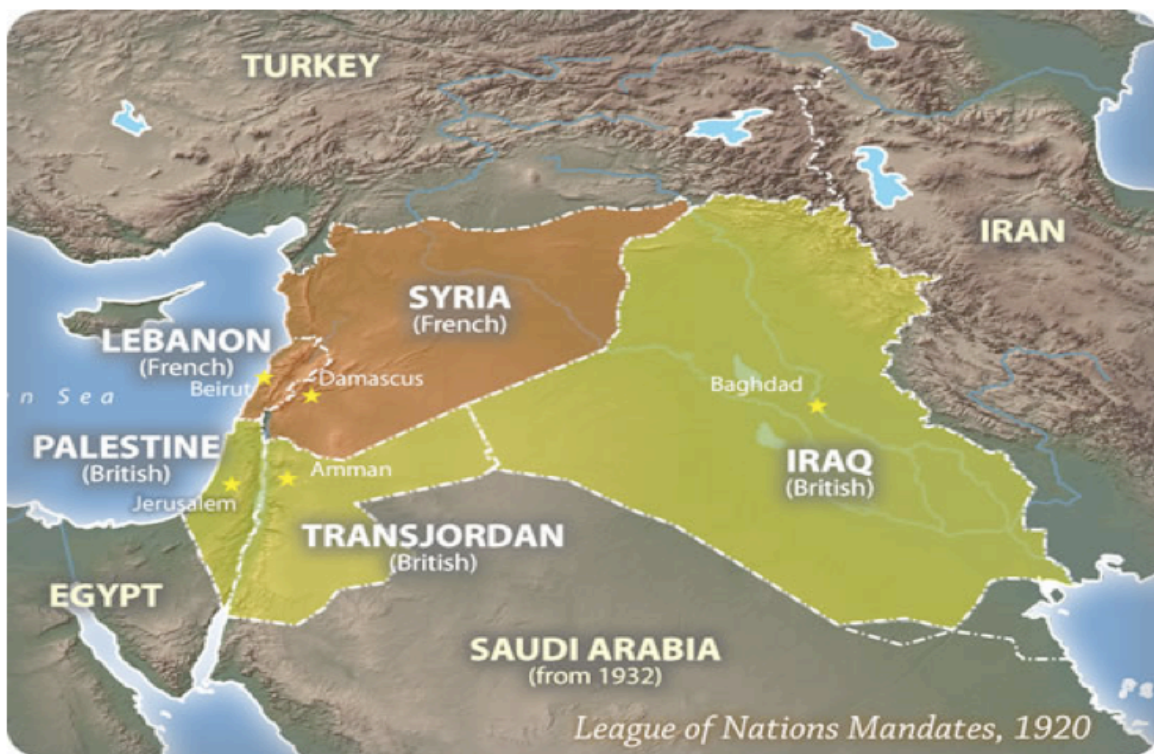 TURKEY
IRAN
SYRIA
(French)
LEBANON
(French)
Beirut
Damascus
Baghdad
n Sea
PALESTINE
(British)
Amman
Jerusalem
IRAQ
(British)
TRANSJORDAN
(British)
EGYPT
SAUDI ARABIA
(from 1932)
League of Nations Mandates, 1920